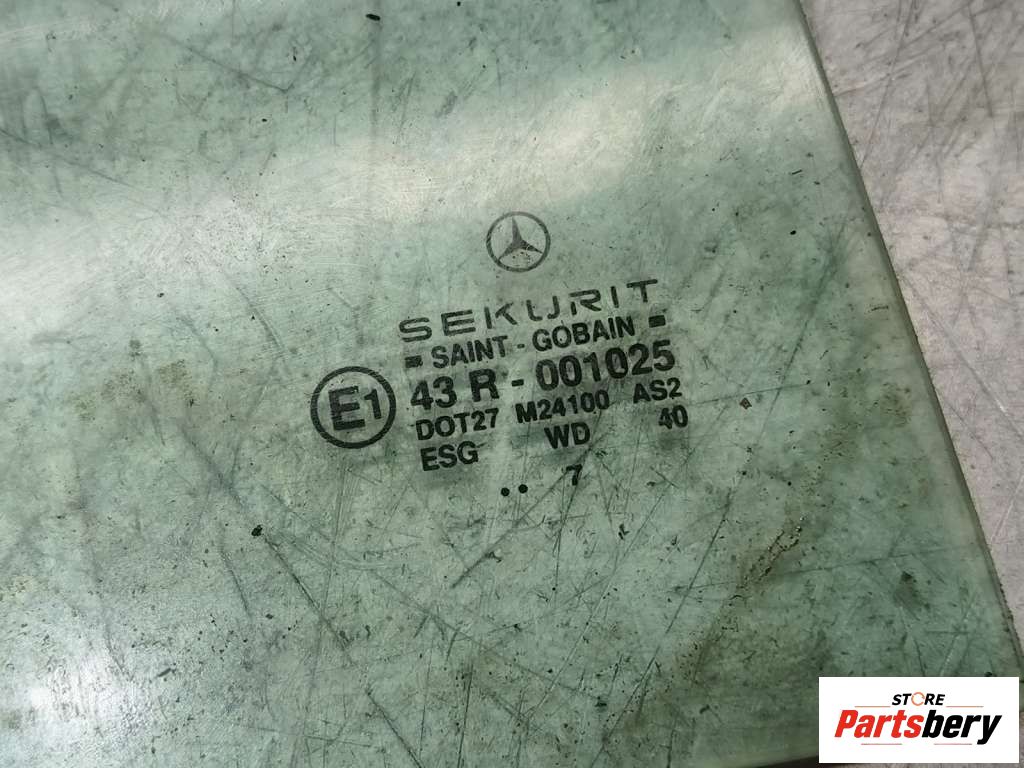 SEKURIT
SAINT - GOBAIN
E1
43 R - 001025
DOT27 M24100 AS2
ESG WD 40
.. 7
STORE
Partsbery